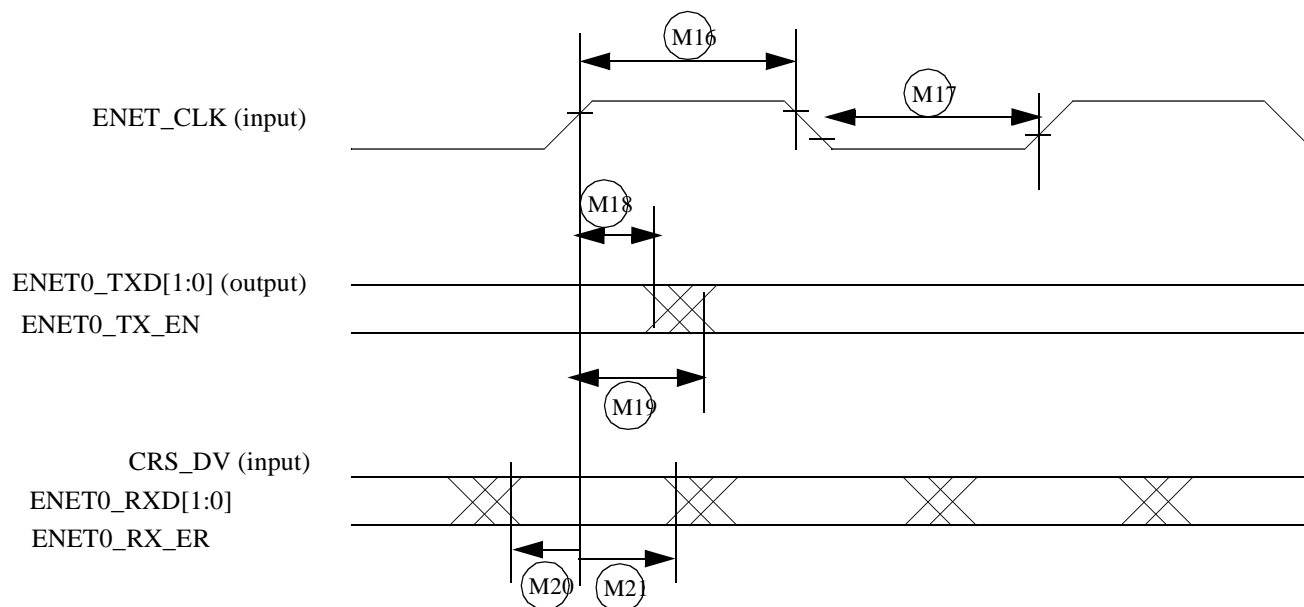 M16
ENET_CLK (input)
M17
M18
ENET0_TXD[1:0] (output)
ENET0_TX_EN
M19
CRS_DV (input)
ENET0_RXD[1:0]
ENET0_RX_ER
M20
M21